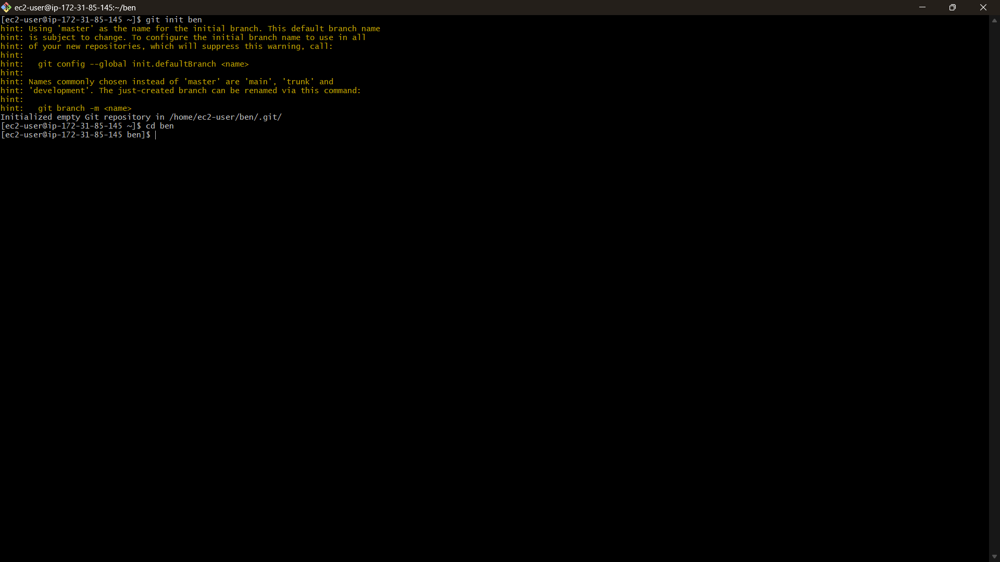 ec2-user@ip-172-31-85-145:~/ben
[ec2-user@ip-172-31-85-145 ~]$ git init ben
hint: Using 'master' as the name for the initial branch. This default branch name
hint: is subject to change. To configure the initial branch name to use in all
hint: of your new repositories, which will suppress this warning, call:
hint:
hint:   git config --global init.defaultBranch <name>
hint:
hint: Names commonly chosen instead of 'master' are 'main', 'trunk' and
hint: 'development'. The just-created branch can be renamed via this command:
hint:
hint:   git branch -m <name>
Initialized empty Git repository in /home/ec2-user/ben/.git/
[ec2-user@ip-172-31-85-145 ~]$ cd ben
[ec2-user@ip-172-31-85-145 ben]$